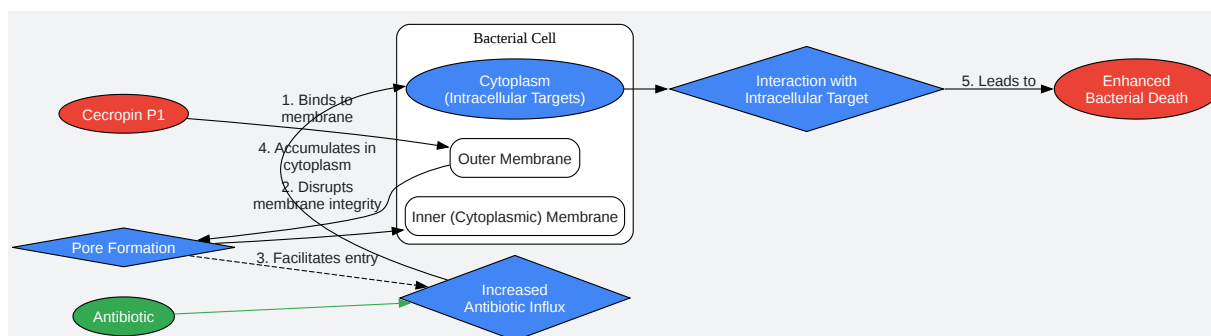 Bacterial Cell
Cytoplasm
(Intracellular Targets)
Interaction with
Intracellular Target
5. Leads to
Enhanced
Bacterial Death
Cecropin P1
1. Binds to
membrane
4. Accumulates in
cytoplasm
Outer Membrane
2. Disrupts
membrane integrity
Inner (Cytoplasmic) Membrane
Pore Formation
3. Facilitates entry
Increased
Antibiotic Influx
Antibiotic